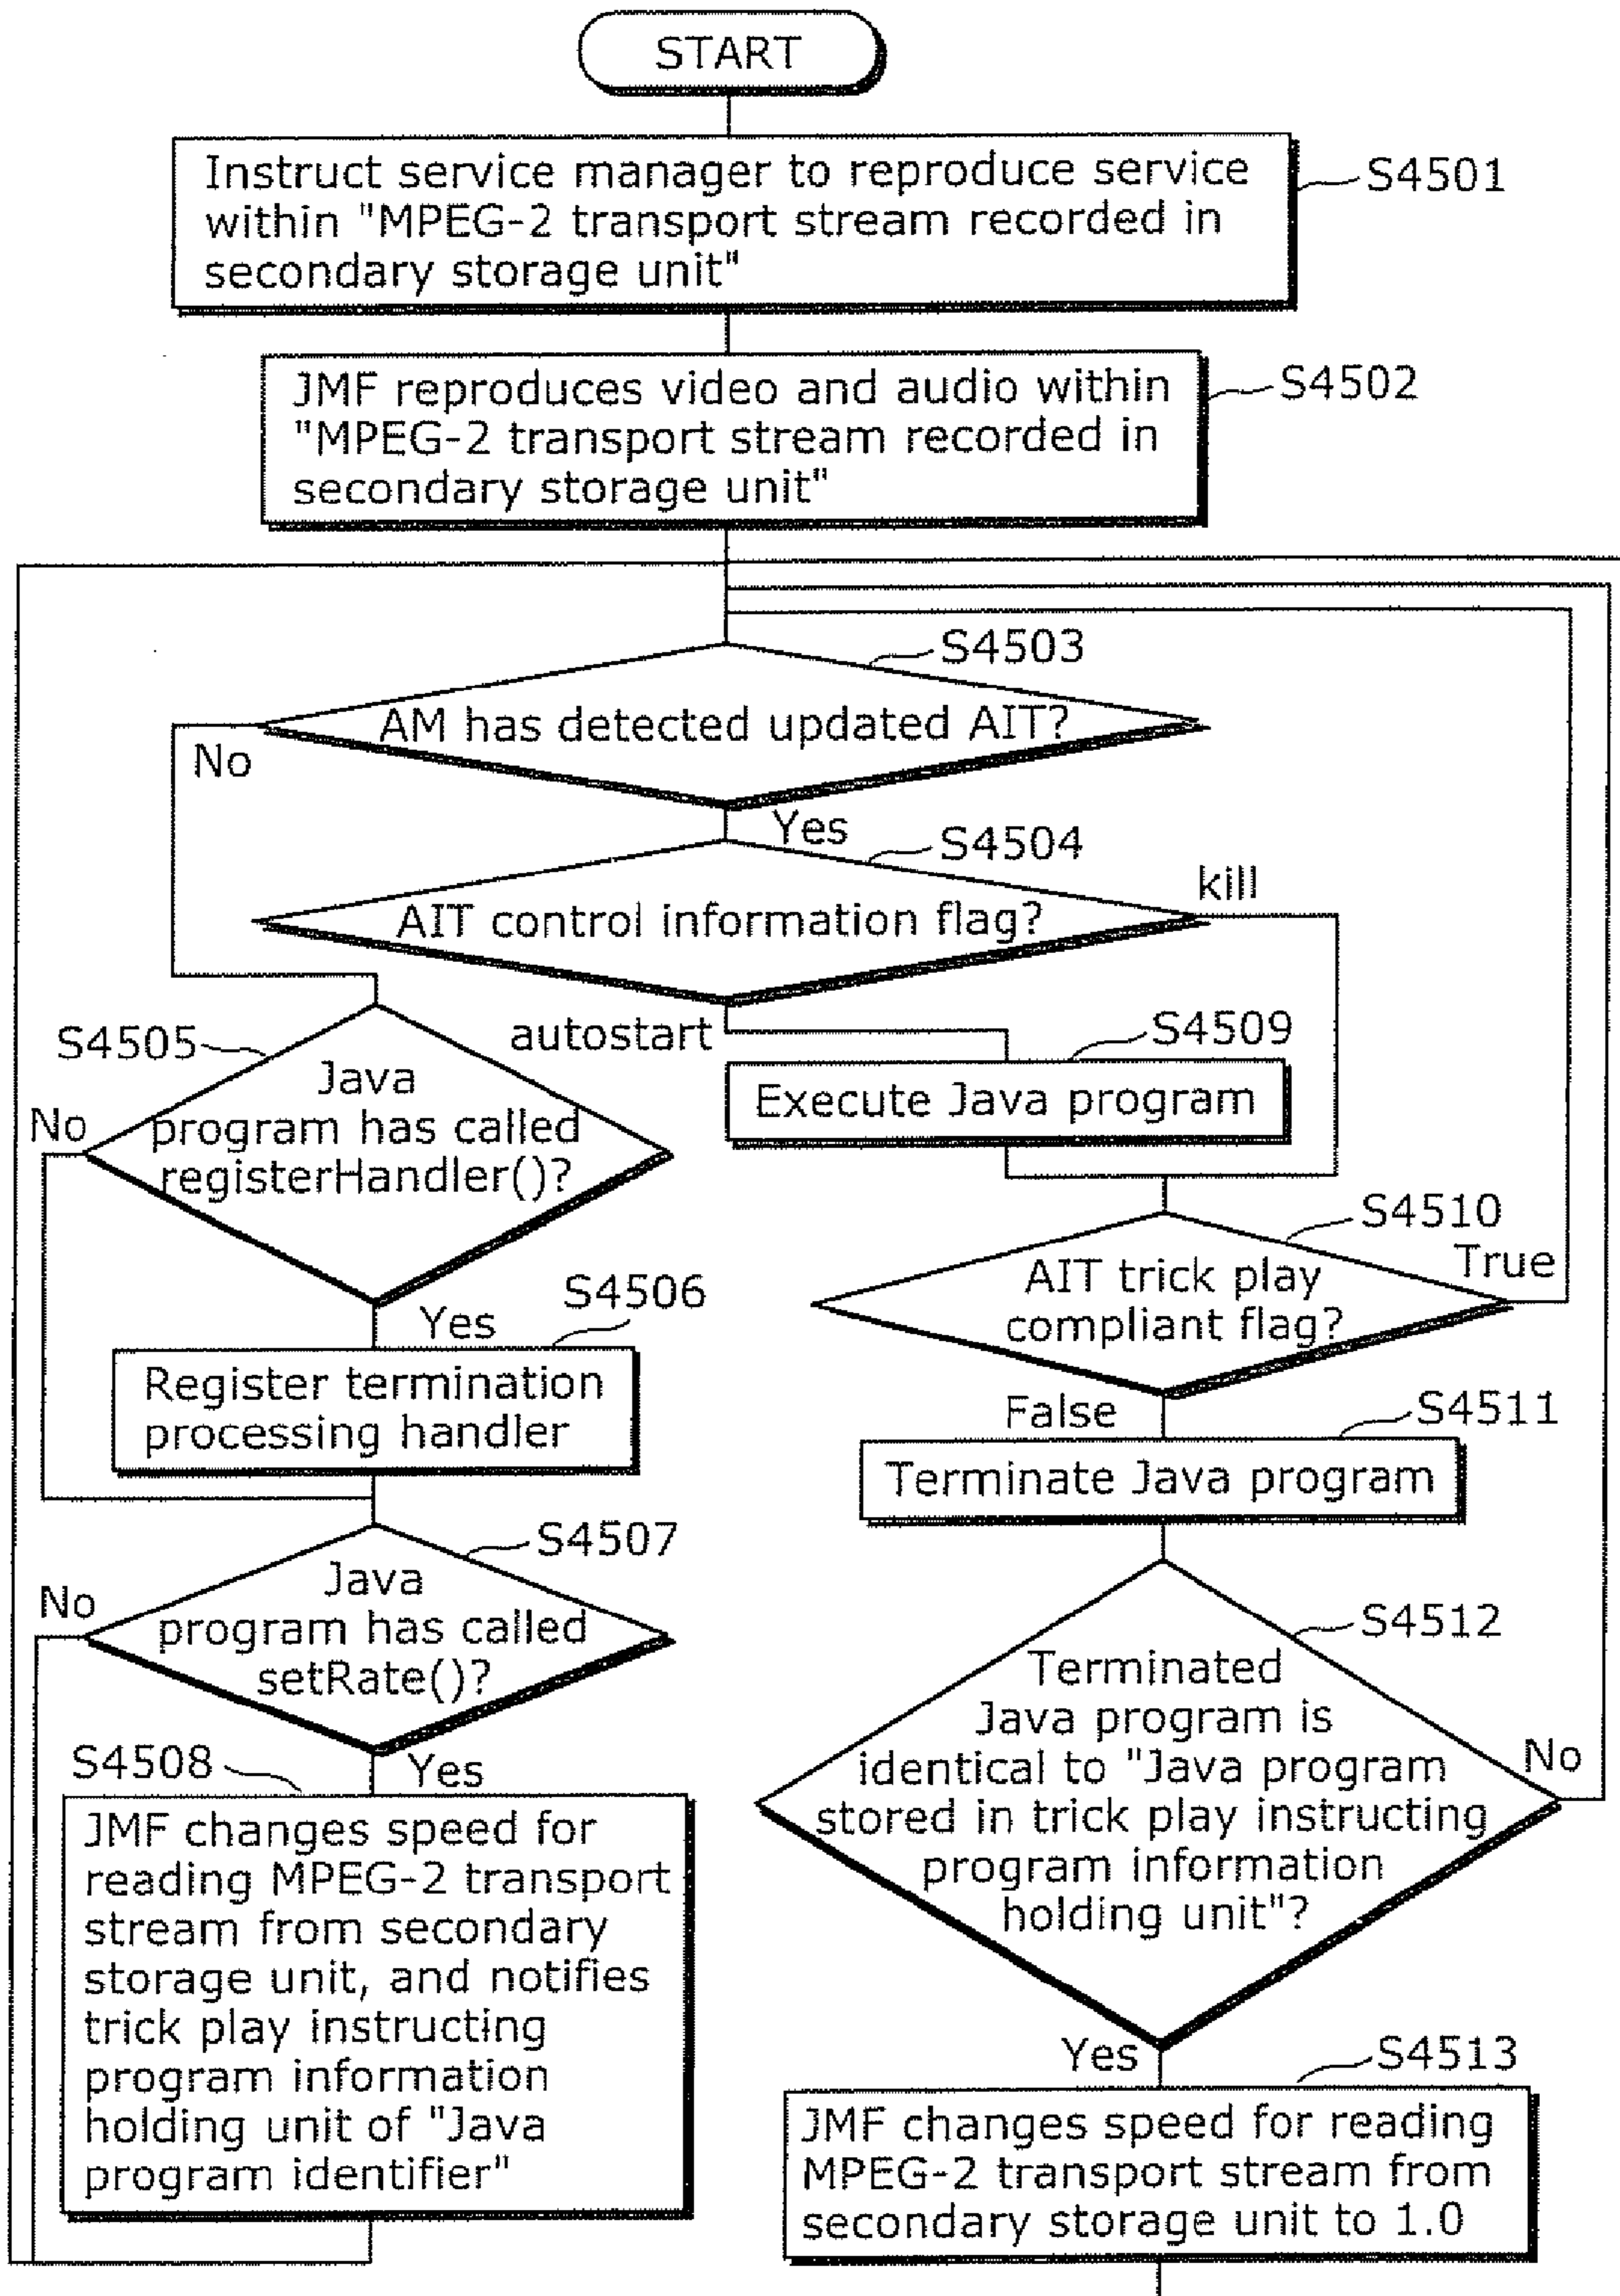 START
Instruct service manager to reproduce service
within "MPEG-2 transport stream recorded in
secondary storage unit"
S4501
JMF reproduces video and audio within
"MPEG-2 transport stream recorded in
secondary storage unit"
S4502
S4503
AM has detected updated AIT?
No
Yes
S4504
AIT control information flag?
kill
autostart
S4505
Java
program has called
registerHandler()?
No
Yes
S4506
Register termination
processing handler
S4507
Java
program has called
setRate()?
No
Yes
S4508
JMF changes speed for
reading MPEG-2 transport
stream from secondary
storage unit, and notifies
trick play instructing
program information
holding unit of "Java
program identifier"
S4509
Execute Java program
S4510
AIT trick play
compliant flag?
True
False
S4511
Terminate Java program
S4512
Terminated
Java program is
identical to "Java program
stored in trick play instructing
program information
holding unit"?
No
Yes
S4513
JMF changes speed for reading
MPEG-2 transport stream from
secondary storage unit to 1.0